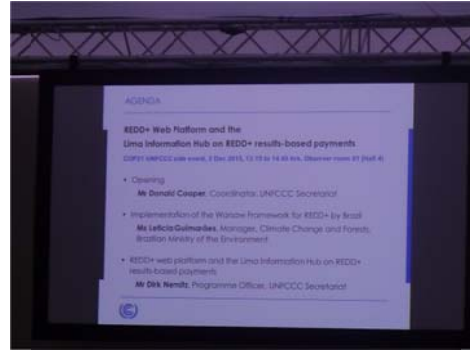 AGENDA
REDD+ Web Platform and the
Lima Information Hub on REDD+ results-based payments
COP21 UNFCCC side event, 2 Dec 2015, 13.15 to 14.45 hrs, Observer room 01 (Hall 4)
• Opening
Mr Donald Cooper, Coordinator, UNFCCC Secretariat
• Implementation of the Warsaw Framework for REDD+ by Brazil
Ms Leticia Guimarães, Manager, Climate Change and Forests,
Brazilian Ministry of the Environment
• REDD+ web platform and the Lima Information Hub on REDD+
results-based payments
Mr Dirk Nemitz, Programme Officer, UNFCCC Secretariat